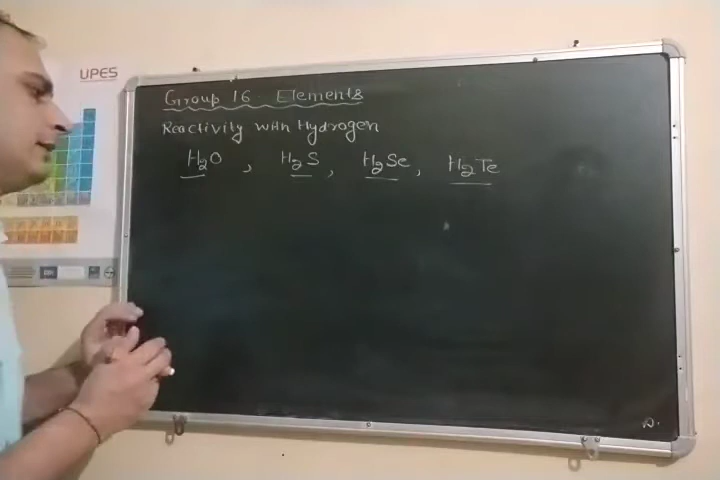 UPES
Group 16 Elements
Reactivity with Hydrogen
H₂O , H₂S , H₂Se , H₂Te